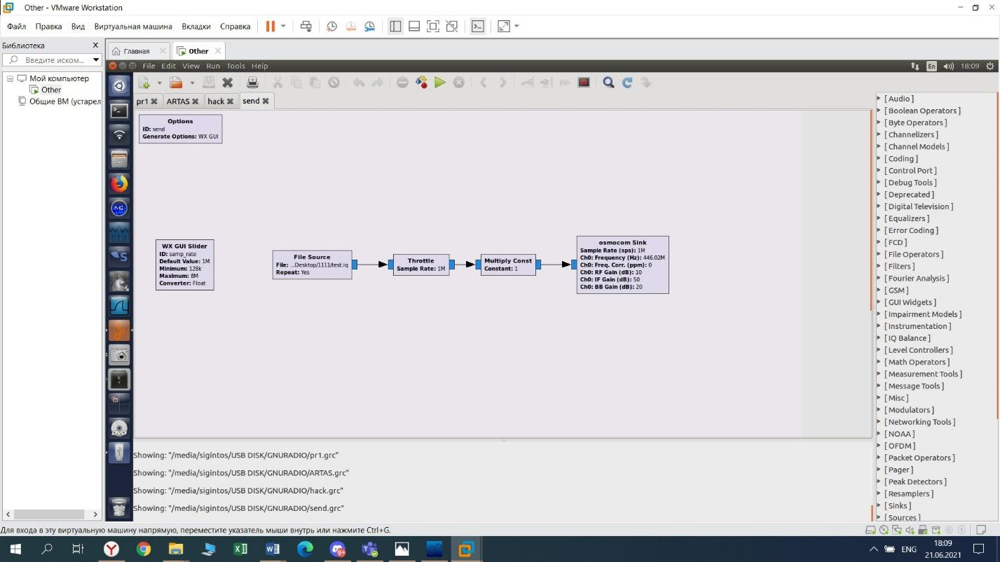 Other - VMware Workstation
Файл Правка Вид Виртуальная машина Вкладки Справка
Библиотека X
Введите иском...
Мой компьютер
Other
Общие ВМ (устарел
Главная
Other
File Edit View Run Tools Help
En 18:09
pr1 ARTAS hack send
Options
ID: send
Generate Options: WX GUI
WX GUI Slider
ID: samp_rate
Default Value: 1M
Minimum: 128k
Maximum: 8M
Converter: Float
File Source
File: ...Desktop/1111/test.iq
Repeat: Yes
Throttle
Sample Rate: 1M
Multiply Const
Constant: 1
osmocom Sink
Sample Rate (sps): 1M
Ch0: Frequency (Hz): 446.02M
Ch0: Freq. Corr. (ppm): 0
Ch0: RF Gain (dB): 10
Ch0: IF Gain (dB): 50
Ch0: BB Gain (dB): 20
[ Audio ]
[ Boolean Operators ]
[ Byte Operators ]
[ Channelizers ]
[ Channel Models ]
[ Coding ]
[ Control Port ]
[ Debug Tools ]
[ Deprecated ]
[ Digital Television ]
[ Equalizers ]
[ Error Coding ]
[ FCD ]
[ File Operators ]
[ Filters ]
[ Fourier Analysis ]
[ GSM ]
[ GUI Widgets ]
[ Impairment Models ]
[ Instrumentation ]
[ IQ Balance ]
[ Level Controllers ]
[ Math Operators ]
[ Measurement Tools ]
[ Message Tools ]
[ Misc ]
[ Modulators ]
[ Networking Tools ]
[ NOAA ]
[ OFDM ]
[ Packet Operators ]
[ Pager ]
[ Peak Detectors ]
[ Resamplers ]
[ Sinks ]
[ Sources ]
Showing: "/media/sigintos/USB DISK/GNURADIO/pr1.grc"
Showing: "/media/sigintos/USB DISK/GNURADIO/ARTAS.grc"
Showing: "/media/sigintos/USB DISK/GNURADIO/hack.grc"
Showing: "/media/sigintos/USB DISK/GNURADIO/send.grc"
Для входа в эту виртуальную машину напрямую, переместите указатель мыши внутрь или нажмите Ctrl+G.
ENG
18:09
21.06.2021